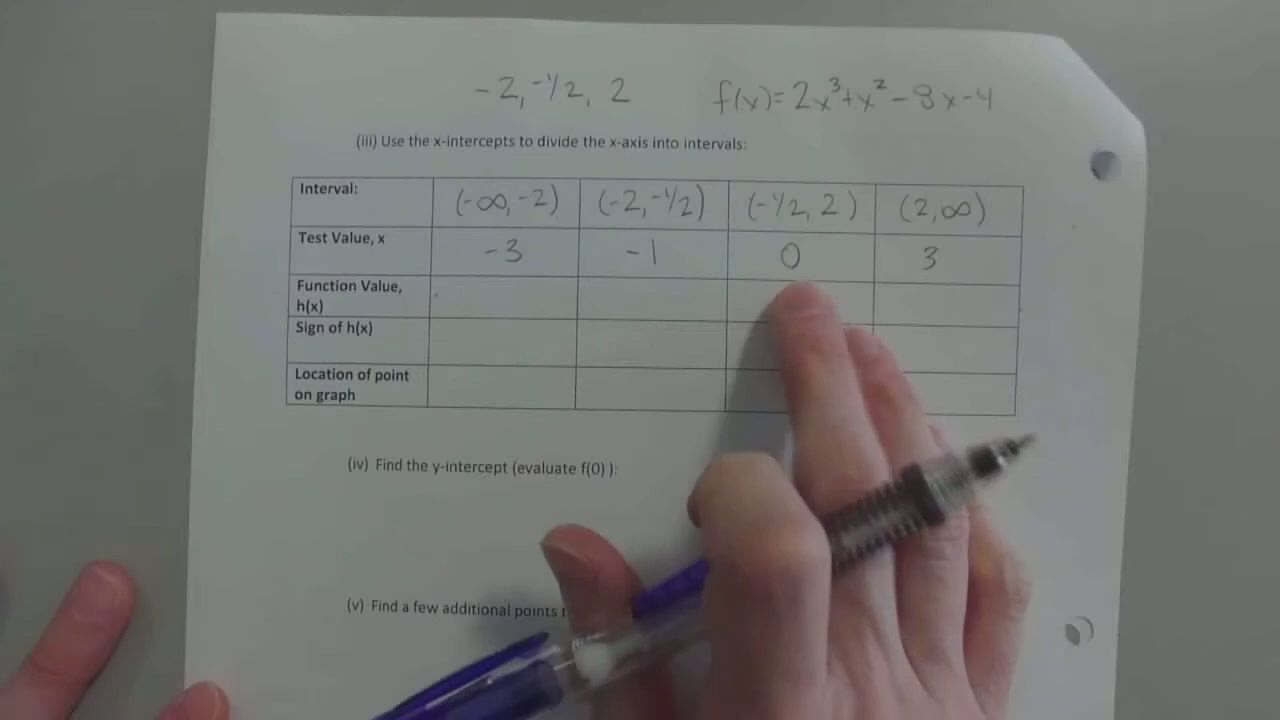 -2, -1/2, 2 f(x)=2x³+x²-8x-4
(iii) Use the x-intercepts to divide the x-axis into intervals:
Interval: (-∞,-2) (-2,-1/2) (-1/2, 2) (2,∞)
Test Value, x -3 -1 0 3
Function Value,
h(x)
Sign of h(x)
Location of point
on graph
(iv) Find the y-intercept (evaluate f(0) ):
(v) Find a few additional points